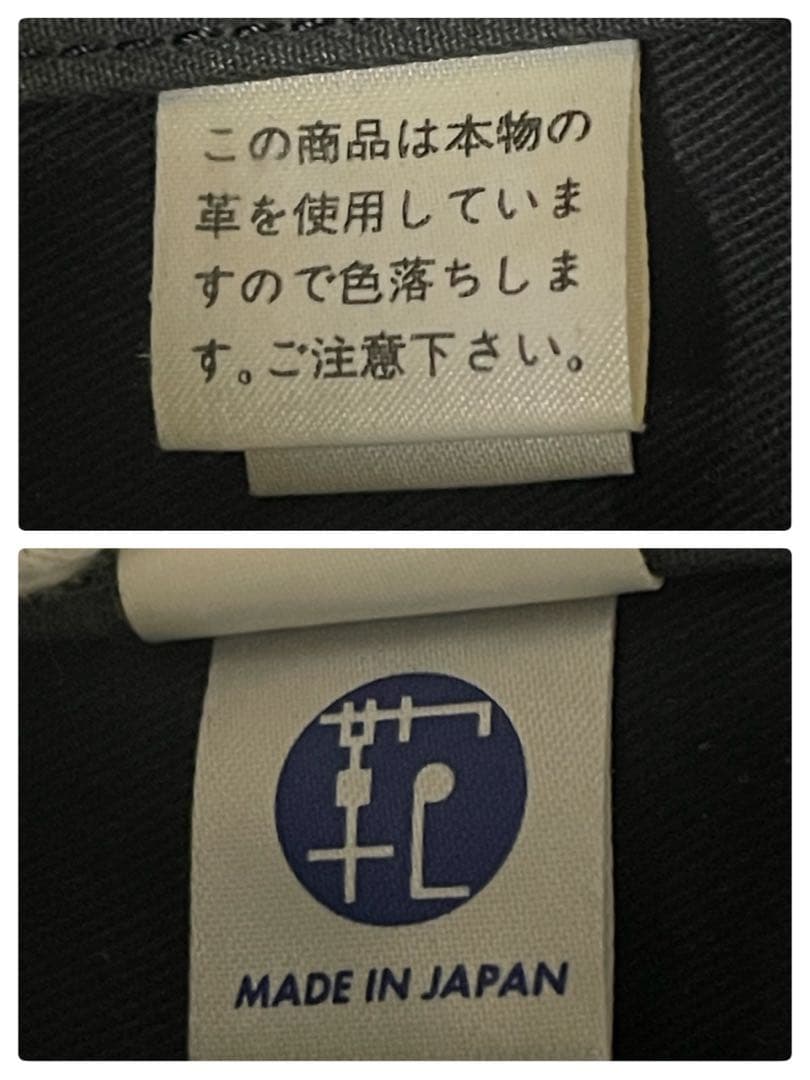 この商品は本物の
革を使用していま
すので色落ちしま
す。ご注意下さい。
MADE IN JAPAN